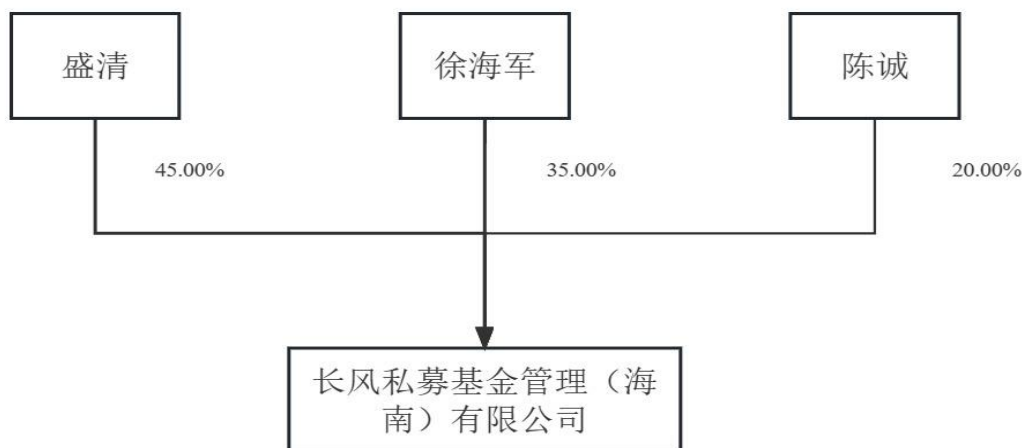 盛清
徐海军
陈诚
45.00%
35.00%
20.00%
长风私募基金管理（海
南）有限公司